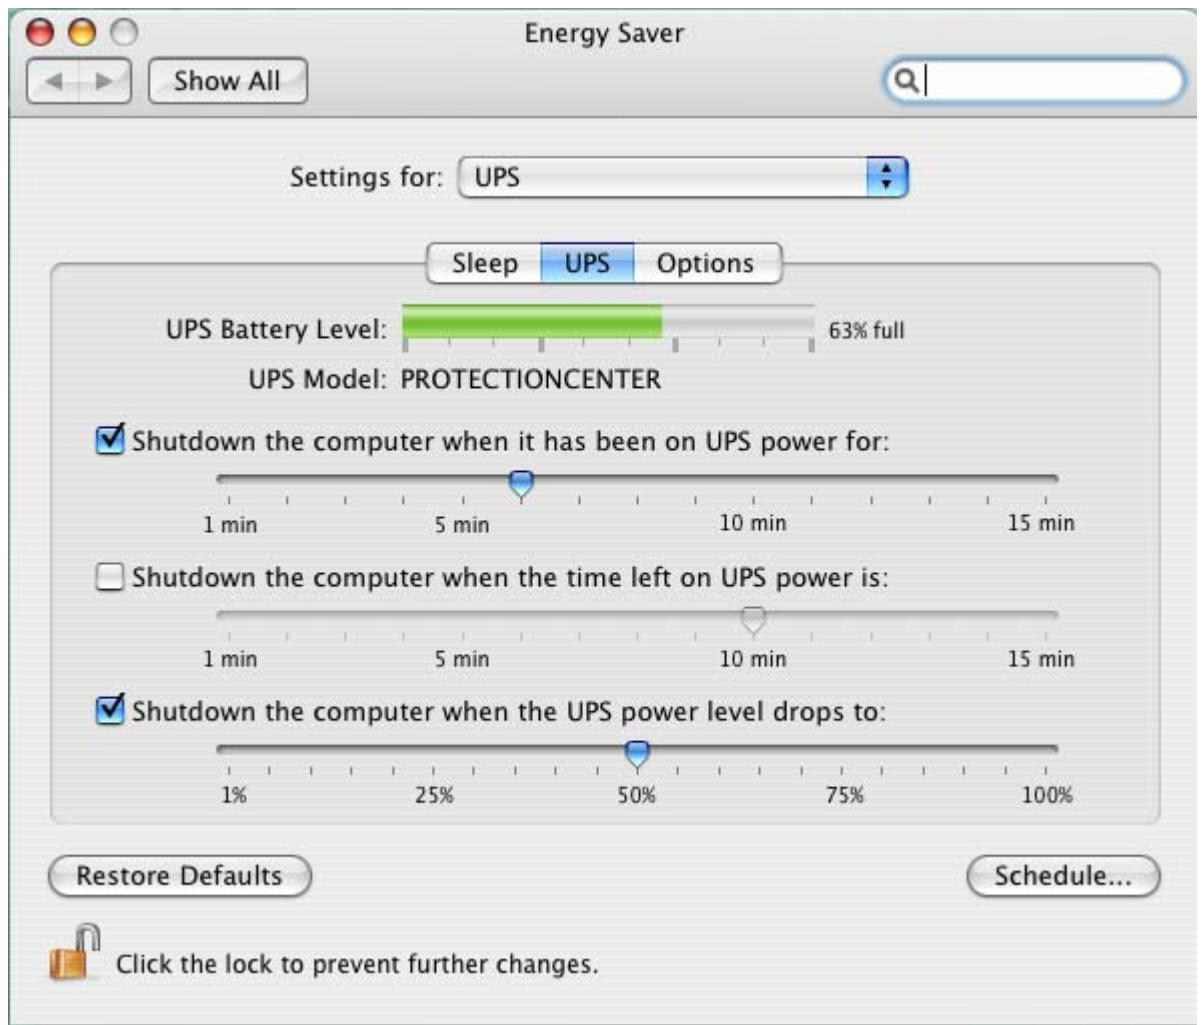 Energy Saver
Show All
Settings for: UPS
Sleep UPS Options
UPS Battery Level: 63% full
UPS Model: PROTECTIONCENTER
Shutdown the computer when it has been on UPS power for:
1 min 5 min 10 min 15 min
Shutdown the computer when the time left on UPS power is:
1 min 5 min 10 min 15 min
Shutdown the computer when the UPS power level drops to:
1% 25% 50% 75% 100%
Restore Defaults Schedule...
Click the lock to prevent further changes.